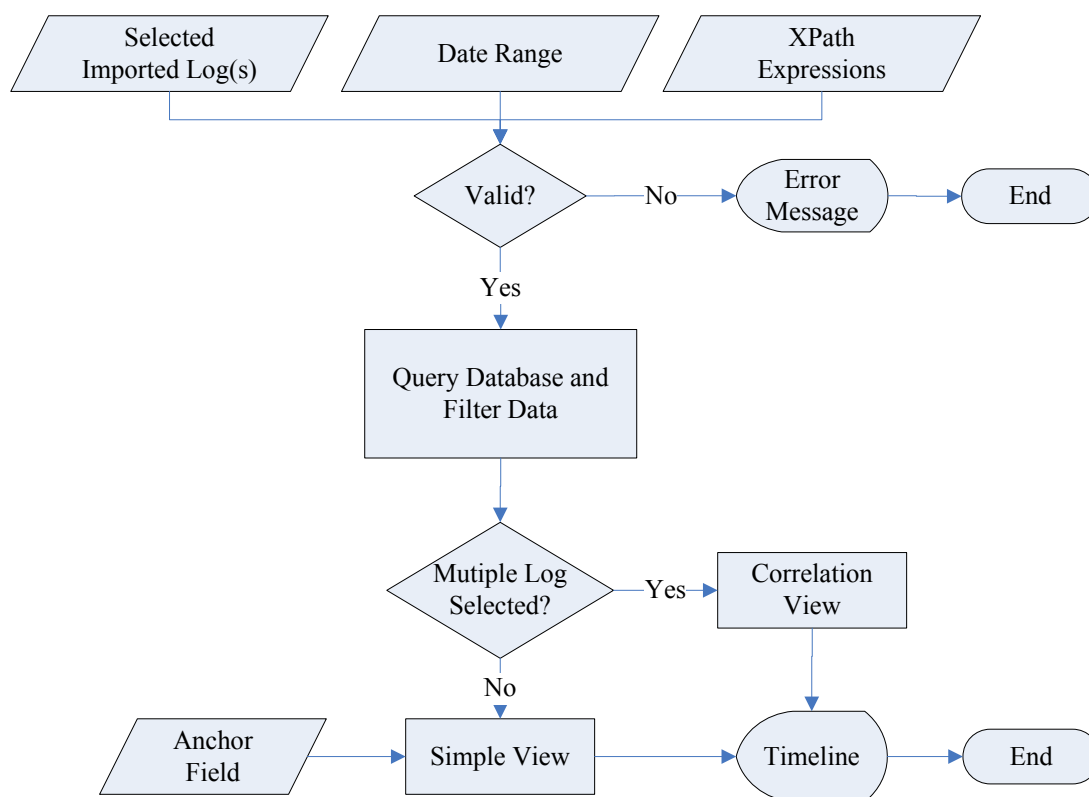 Selected
Imported Log(s)
Date Range
XPath
Expressions
Valid?
No
Error
Message
End
Yes
Query Database and
Filter Data
Mutiple Log
Selected?
Yes
Correlation
View
No
Anchor
Field
Simple View
Timeline
End